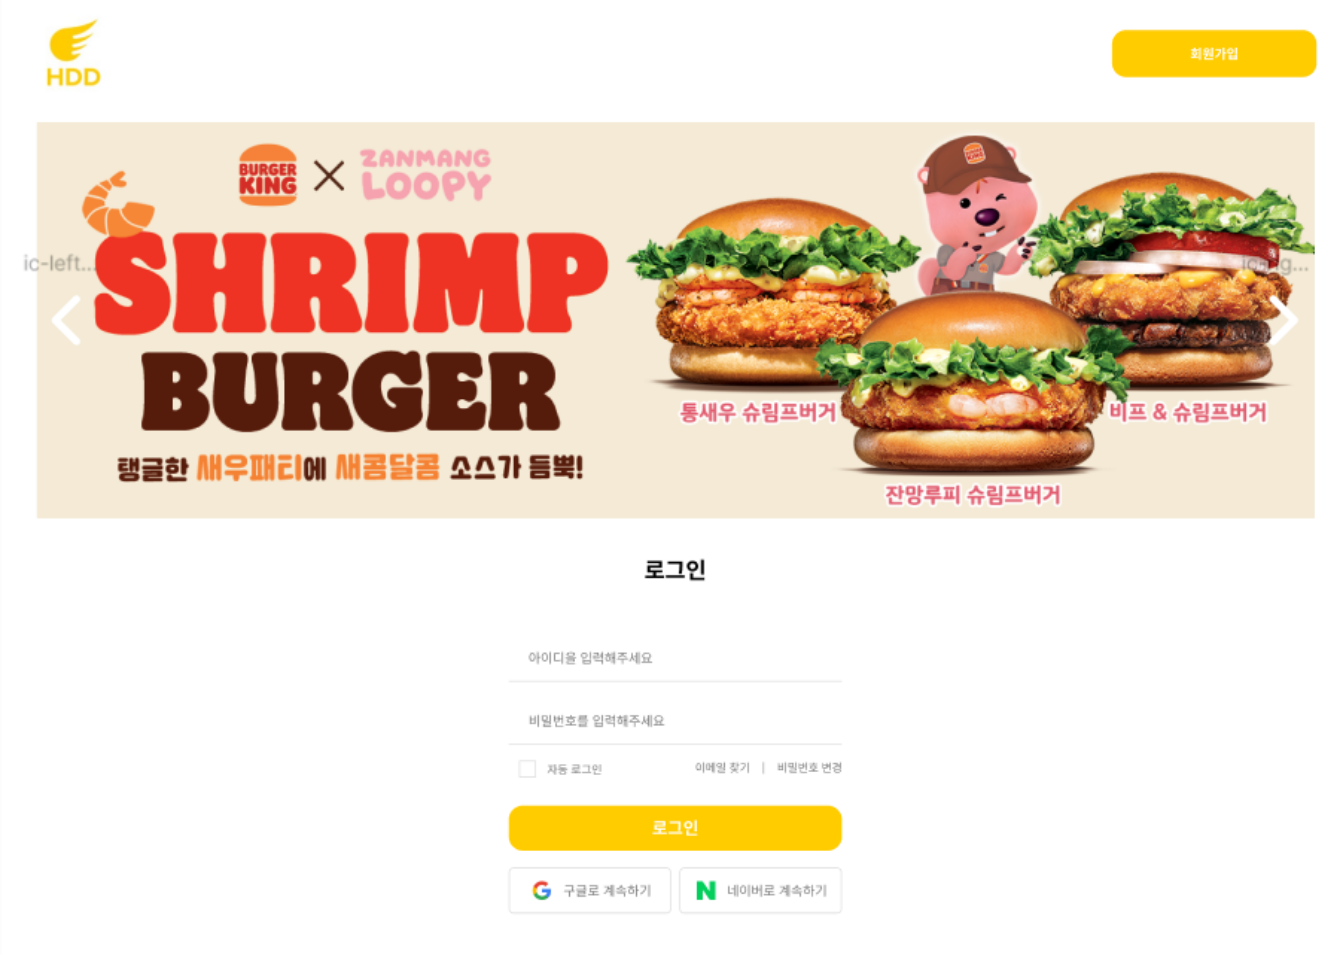 HDD
회원가입
BURGER KING
ZANMANG LOOPY
SHRIMP
BURGER
탱글한 새우패티에 새콤달콤 소스가 듬뿍!
ic-left...
통새우 슈림프버거
비프 & 슈림프버거
잔망루피 슈림프버거
로그인
아이디을 입력해주세요
비밀번호를 입력해주세요
자동 로그인 이메일 찾기 | 비밀번호 변경
로그인
구글로 계속하기 네이버로 계속하기